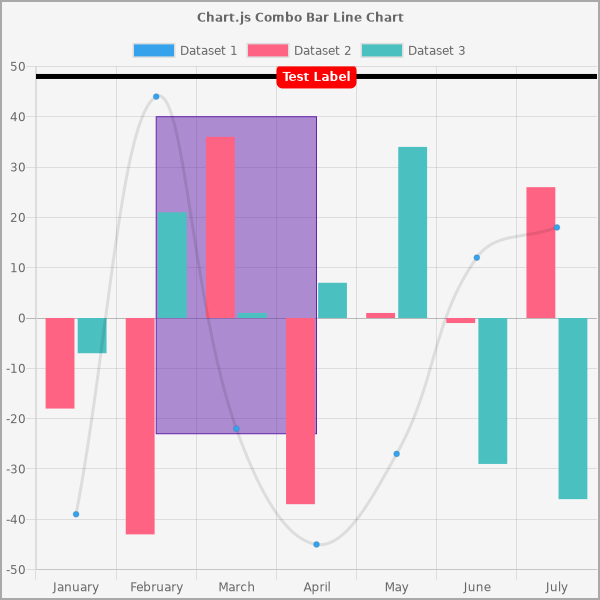 Chart.js Combo Bar Line Chart
Dataset 1 Dataset 2 Dataset 3
50
Test Label
40
30
20
10
0
-10
-20
-30
-40
-50
January February March April May June July